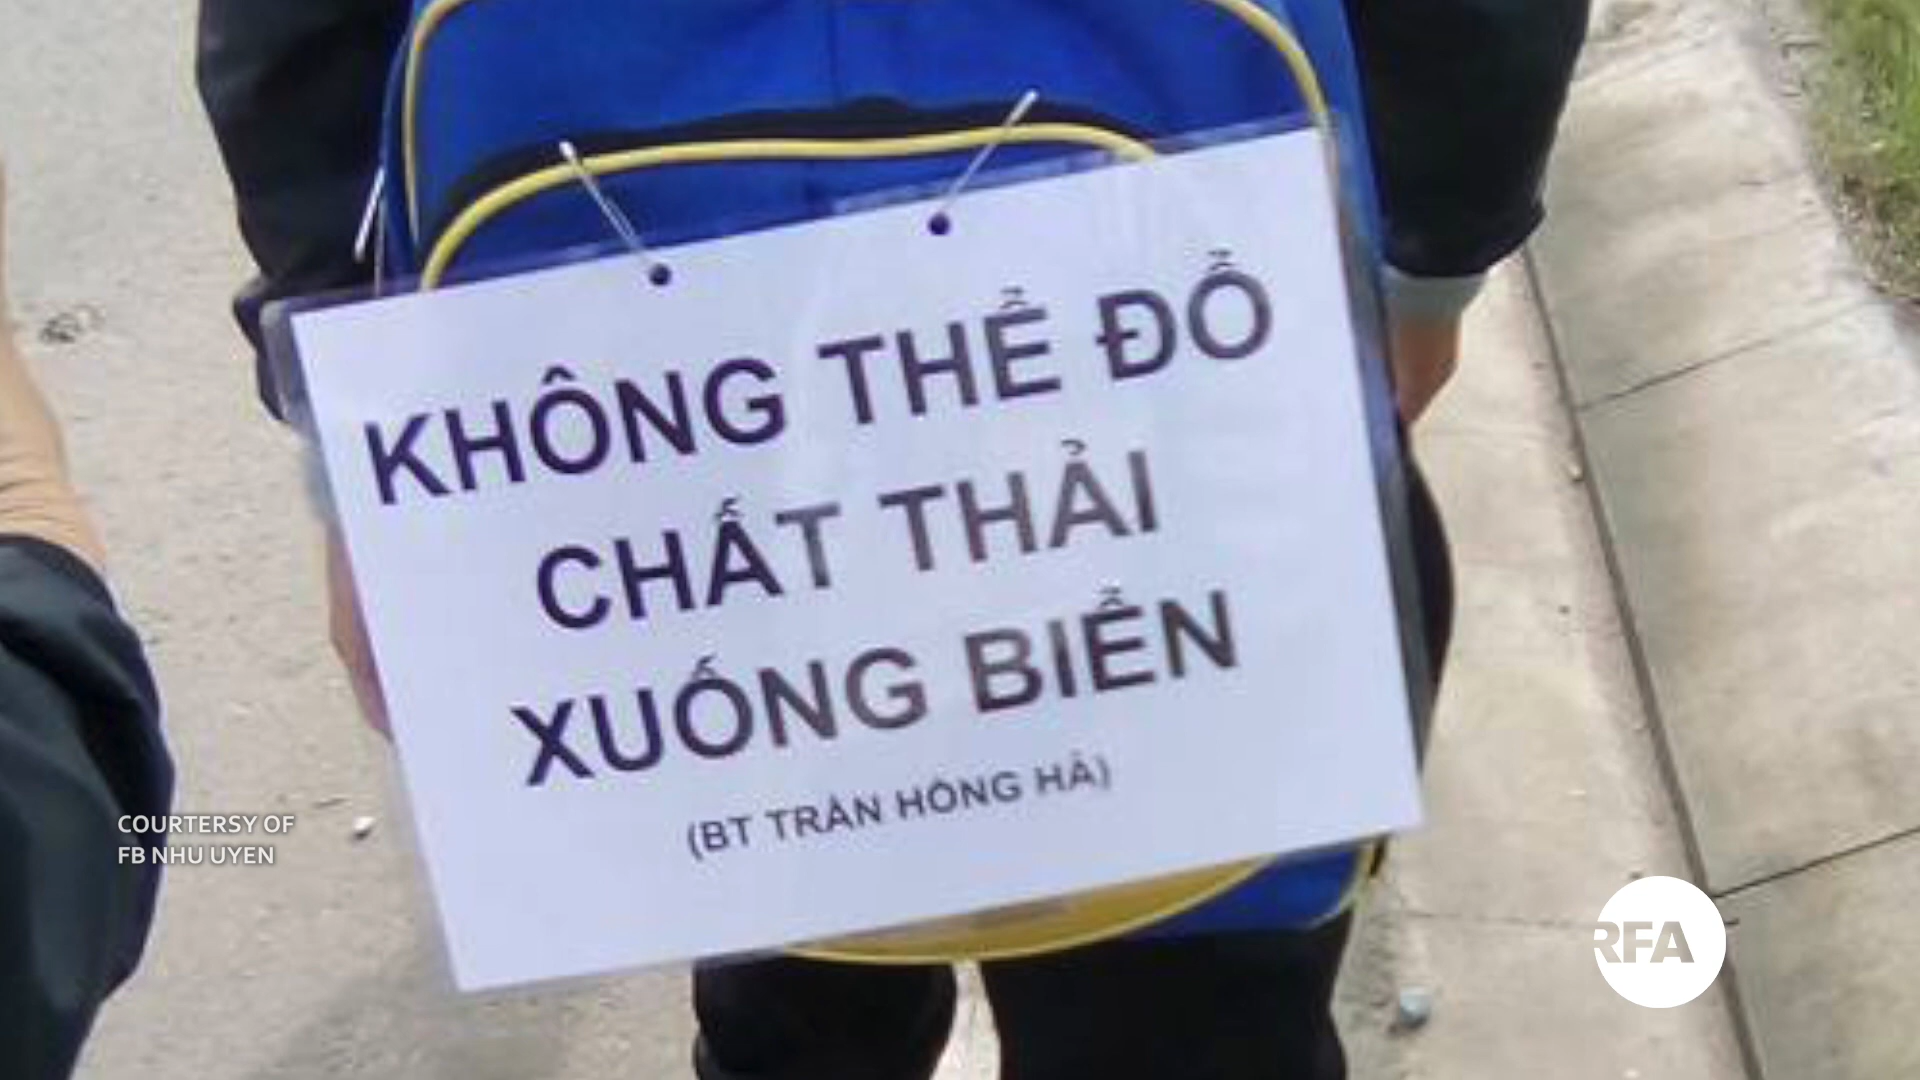 KHÔNG THỂ ĐỔ
CHẤT THẢI
XUỐNG BIỂN
(BT TRẦN HỒNG HÀ)
COURTERSY OF
FB NHU UYEN
RFA